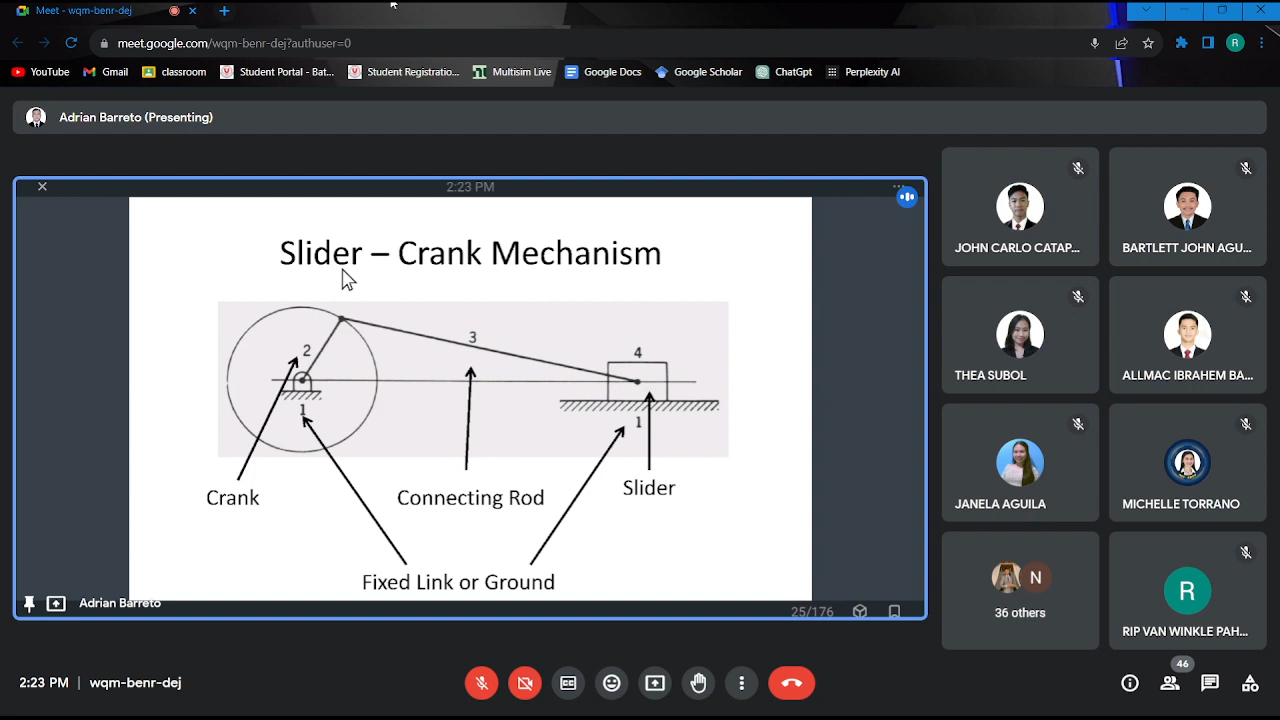 Meet - wqm-benr-dej
meet.google.com/wqm-benr-dej?authuser=0
R
YouTube
Gmail
classroom
Student Portal - Bat...
Student Registratio...
Multisim Live
Google Docs
Google Scholar
ChatGpt
Perplexity AI
Adrian Barreto (Presenting)
2:23 PM
Slider – Crank Mechanism
2
3
4
1
1
Crank
Connecting Rod
Slider
Fixed Link or Ground
Adrian Barreto
25/176
JOHN CARLO CATAP...
BARTLETT JOHN AGU...
THEA SUBOL
ALLMAC IBRAHEM BA...
JANELA AGUILA
MICHELLE TORRANO
N
36 others
R
RIP VAN WINKLE PAH...
2:23 PM | wqm-benr-dej
46